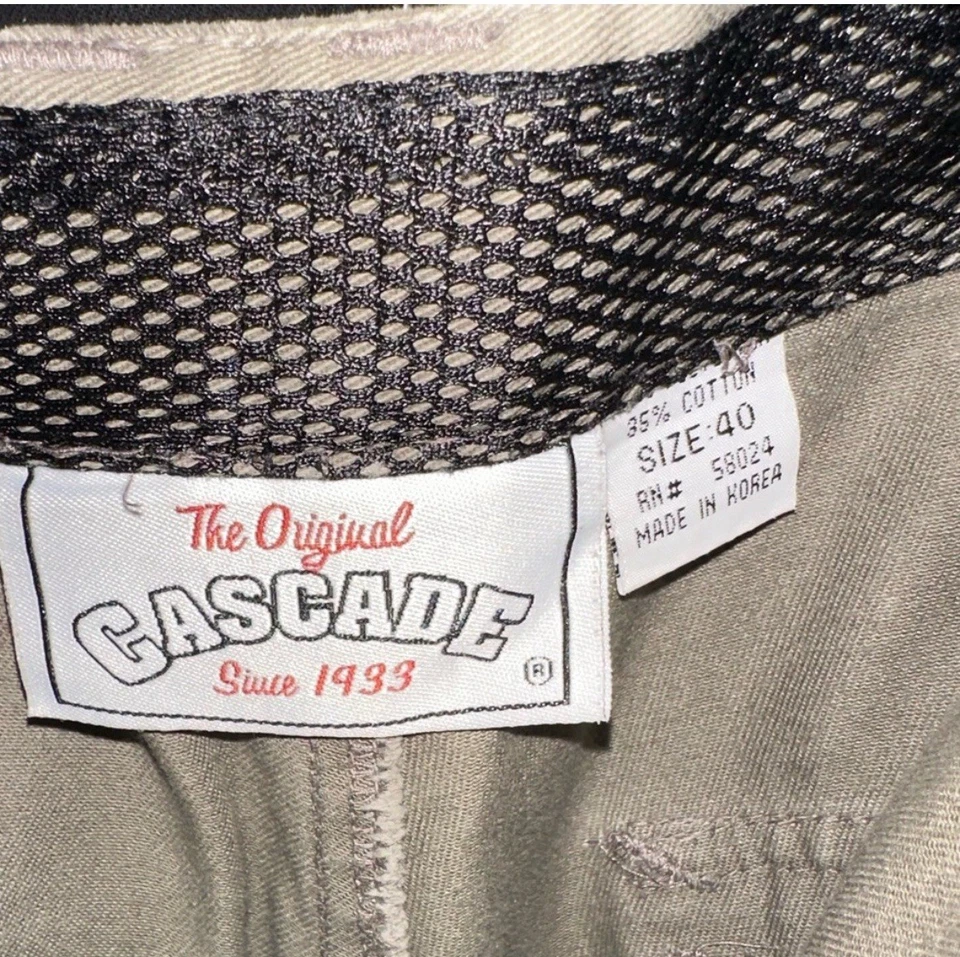 The Original
CASCADE
Since 1933
®
35% COTTON
SIZE:40
RN# 58024
MADE IN KOREA